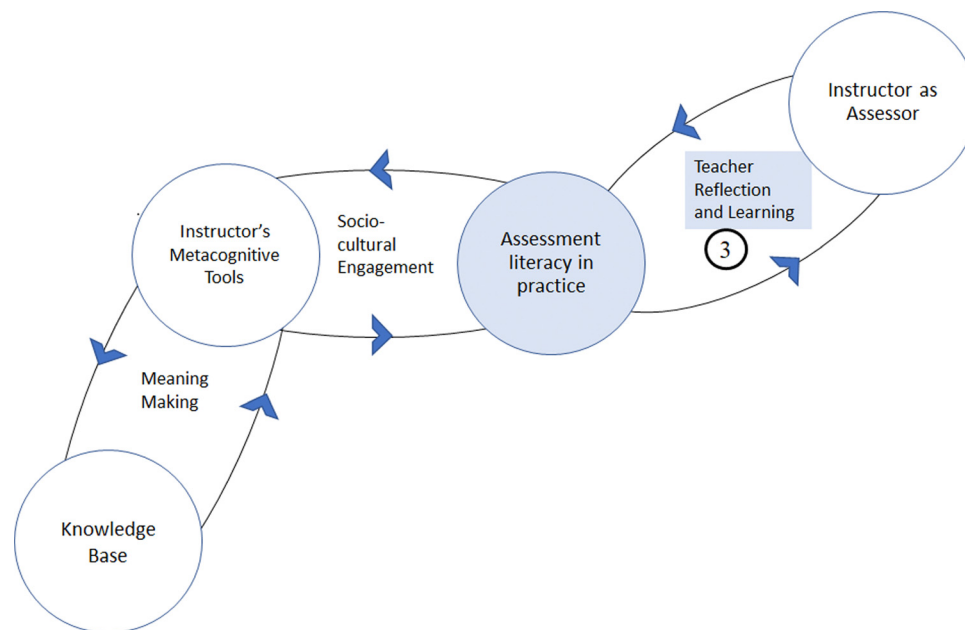 Instructor as
Assessor
Teacher
Reflection
and Learning
3
Socio-
cultural
Engagement
Instructor’s
Metacognitive
Tools
Assessment
literacy in
practice
Meaning
Making
Knowledge
Base